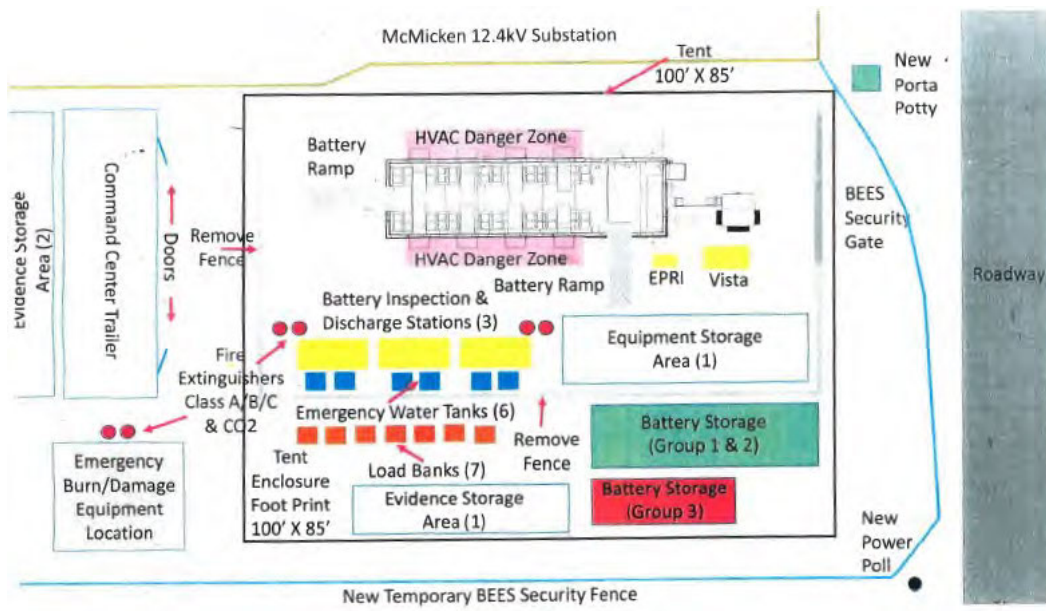 McMicken 12.4kV Substation
Tent
100' X 85'
New
Porta
Potty
HVAC Danger Zone
Battery
Ramp
Evidence Storage
Area (2)
Command Center Trailer
Doors
Remove
Fence
BEES
Security
Gate
Roadway
HVAC Danger Zone
Battery Ramp
EPRI
Vista
Battery Inspection &
Discharge Stations (3)
Equipment Storage
Area (1)
Fire
Extinguishers
Class A/B/C
& CO2
Emergency Water Tanks (6)
Remove
Fence
Battery Storage
(Group 1 & 2)
Load Banks (7)
Tent
Enclosure
Foot Print
100' X 85'
Evidence Storage
Area (1)
Battery Storage
(Group 3)
Emergency
Burn/Damage
Equipment
Location
New
Power
Poll
New Temporary BEES Security Fence